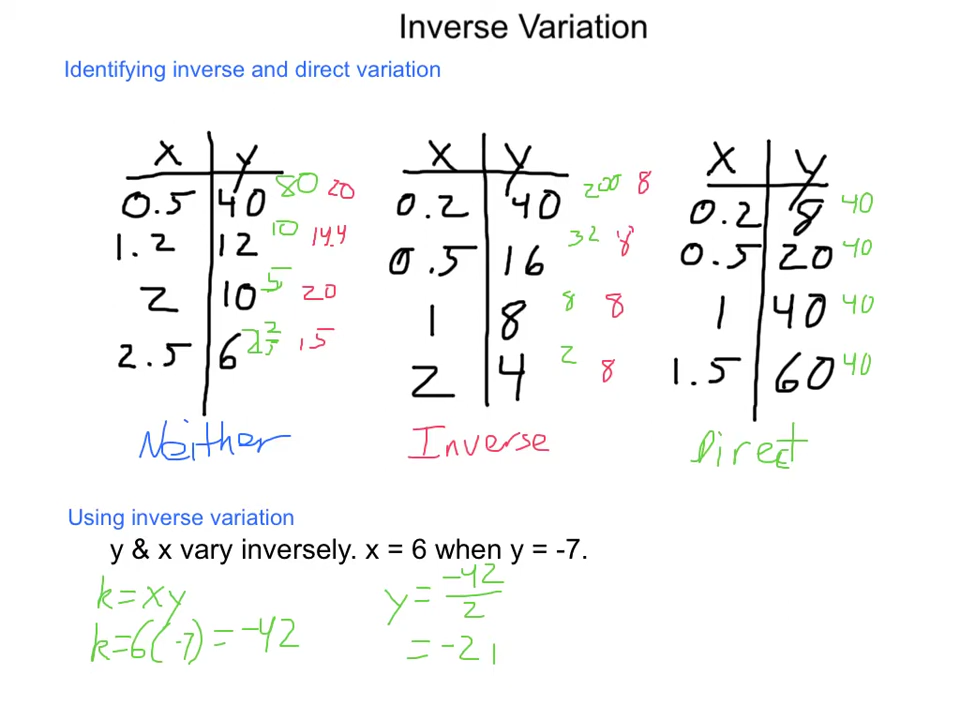 Inverse Variation
Identifying inverse and direct variation
x y
0.5 40 80 20
1.2 12 10 14.4
2 10 5 20
2.5 6 2 2/5 15
Neither
x y
0.2 40 200 8
0.5 16 32 8
1 8 8 8
2 4 2 8
Inverse
x y
0.2 8 40
0.5 20 40
1 40 40
1.5 60 40
Direct
Using inverse variation
y & x vary inversely. x = 6 when y = -7.
k = xy
k=6(-7) = -42
y = -42/2
= -21